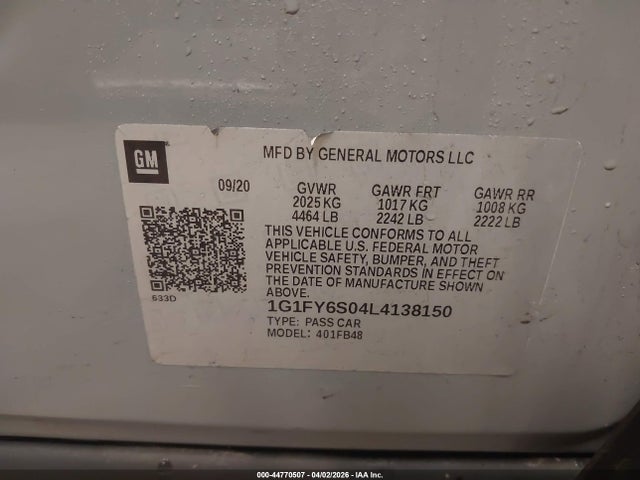 GM
MFD BY GENERAL MOTORS LLC
09/20 GVWR GAWR FRT GAWR RR
2025 KG 1017 KG 1008 KG
4464 LB 2242 LB 2222 LB
THIS VEHICLE CONFORMS TO ALL
APPLICABLE U.S. FEDERAL MOTOR
VEHICLE SAFETY, BUMPER, AND THEFT
PREVENTION STANDARDS IN EFFECT ON
THE DATE OF MANUFACTURE SHOWN
ABOVE.
633D
1G1FY6S04L4138150
TYPE: PASS CAR
MODEL: 401FB48
000-44770507 - 04/02/2026 - IAA Inc.